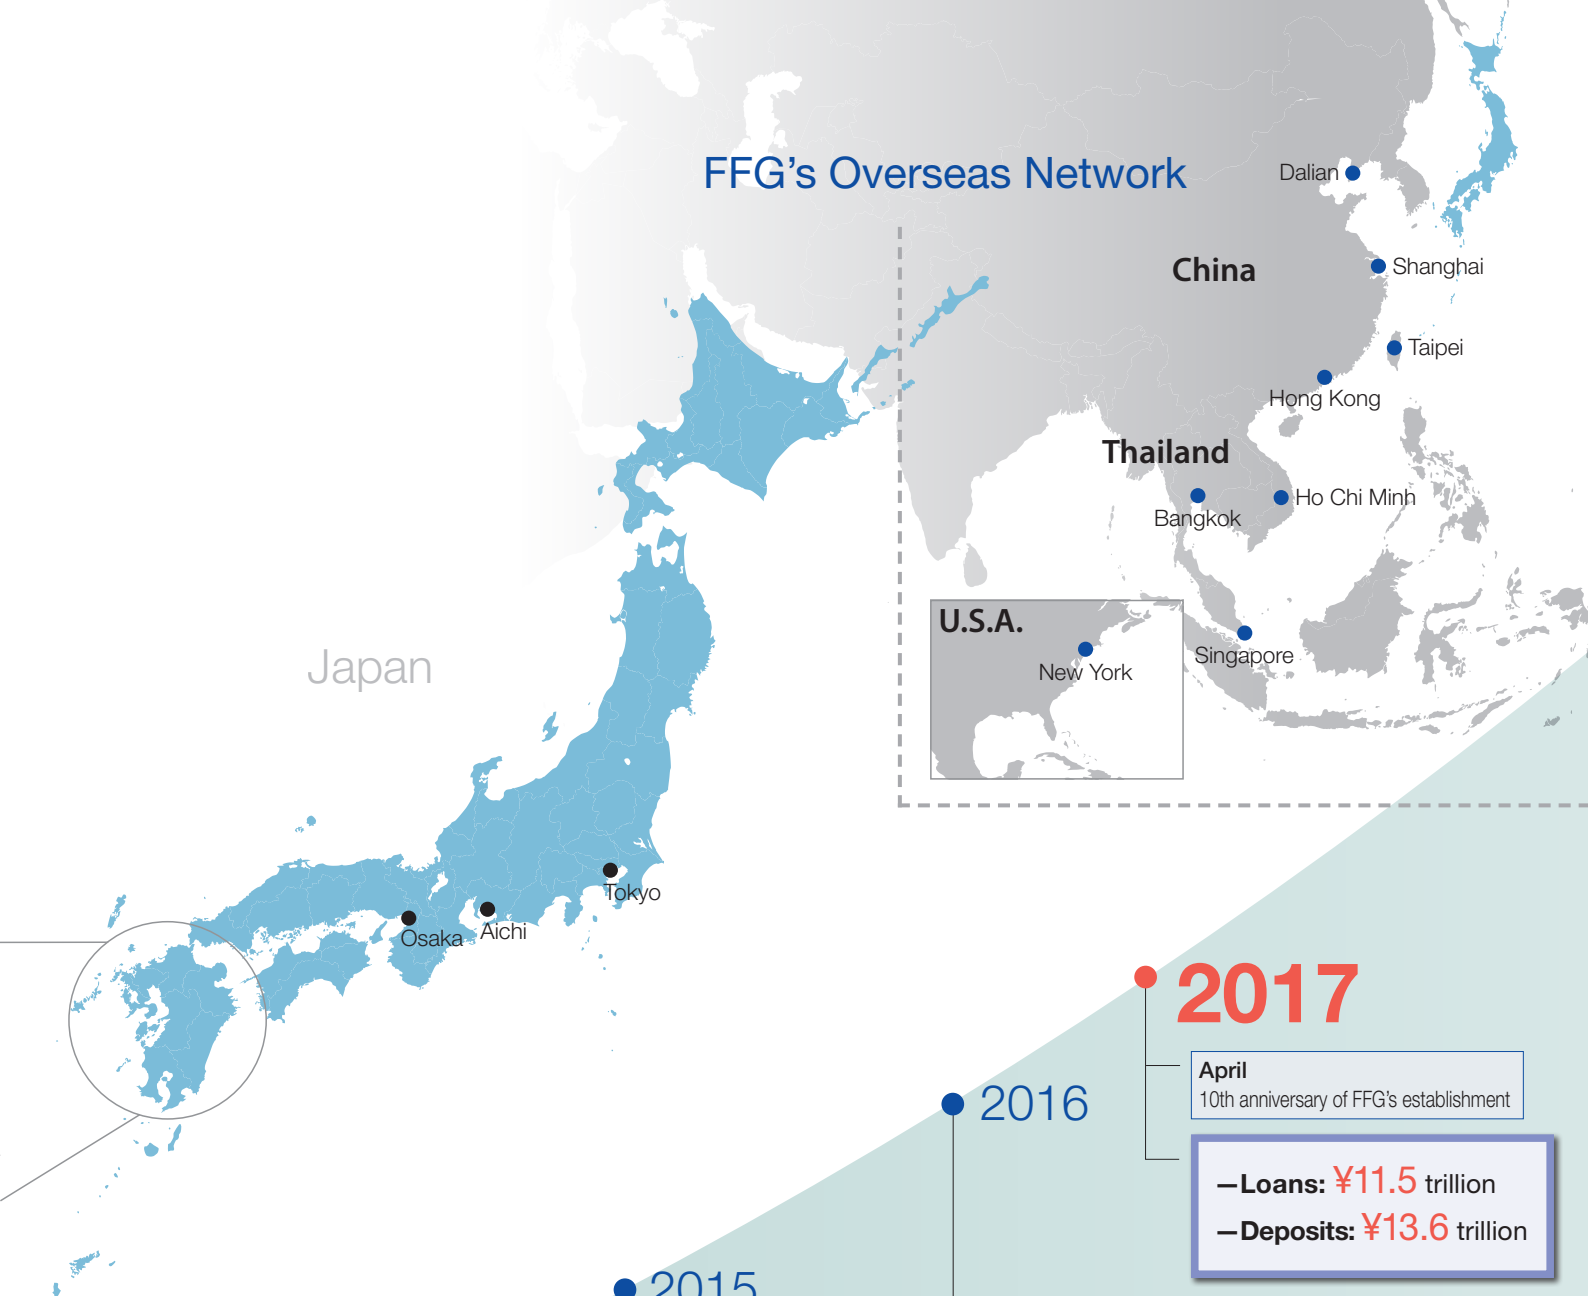 FFG's Overseas Network
Dalian
China
Shanghai
Taipei
Hong Kong
Thailand
Bangkok
Ho Chi Minh
U.S.A.
New York
Singapore
Japan
Tokyo
Aichi
Osaka
2017
April
10th anniversary of FFG's establishment
—Loans: ¥11.5 trillion
—Deposits: ¥13.6 trillion
2016
2015